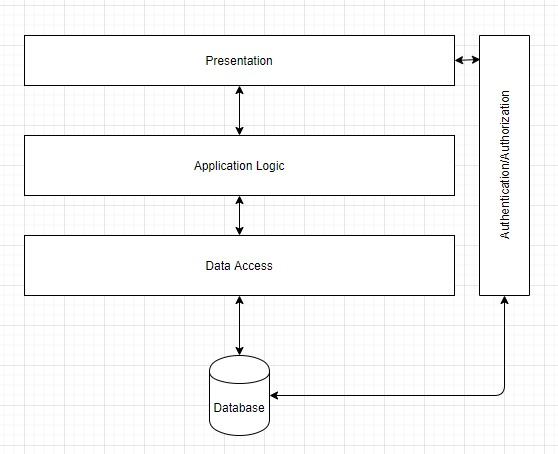 Presentation
Application Logic
Data Access
Database
Authentication/Authorization